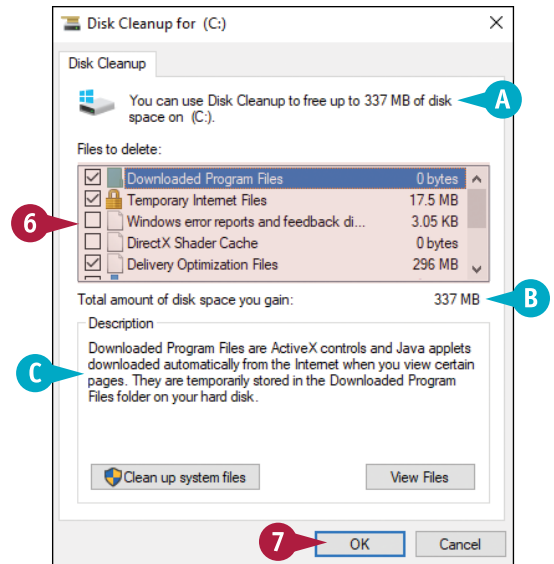 Disk Cleanup for (C:)
Disk Cleanup
You can use Disk Cleanup to free up to 337 MB of disk
space on (C:).
A
Files to delete:
Downloaded Program Files 0 bytes
Temporary Internet Files 17.5 MB
6
Windows error reports and feedback di... 3.05 KB
DirectX Shader Cache 0 bytes
Delivery Optimization Files 296 MB
Total amount of disk space you gain: 337 MB
B
Description
Downloaded Program Files are ActiveX controls and Java applets
downloaded automatically from the Internet when you view certain
C
pages. They are temporarily stored in the Downloaded Program
Files folder on your hard disk.
Clean up system files
View Files
7
OK
Cancel